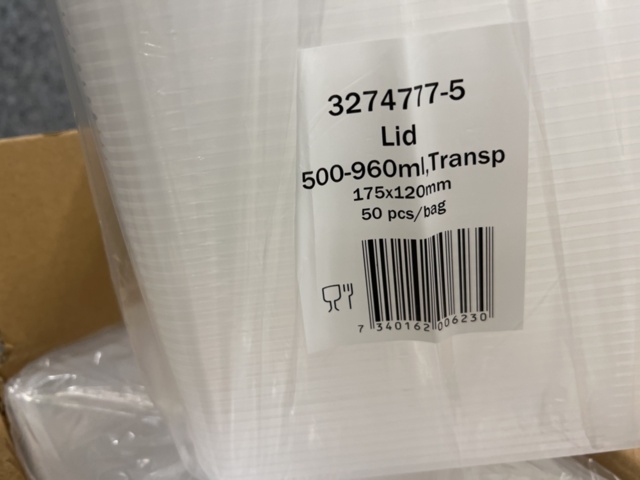 3274777-5
Lid
500-960ml,Transp
175x120mm
50 pcs/bag
7 340162 006230